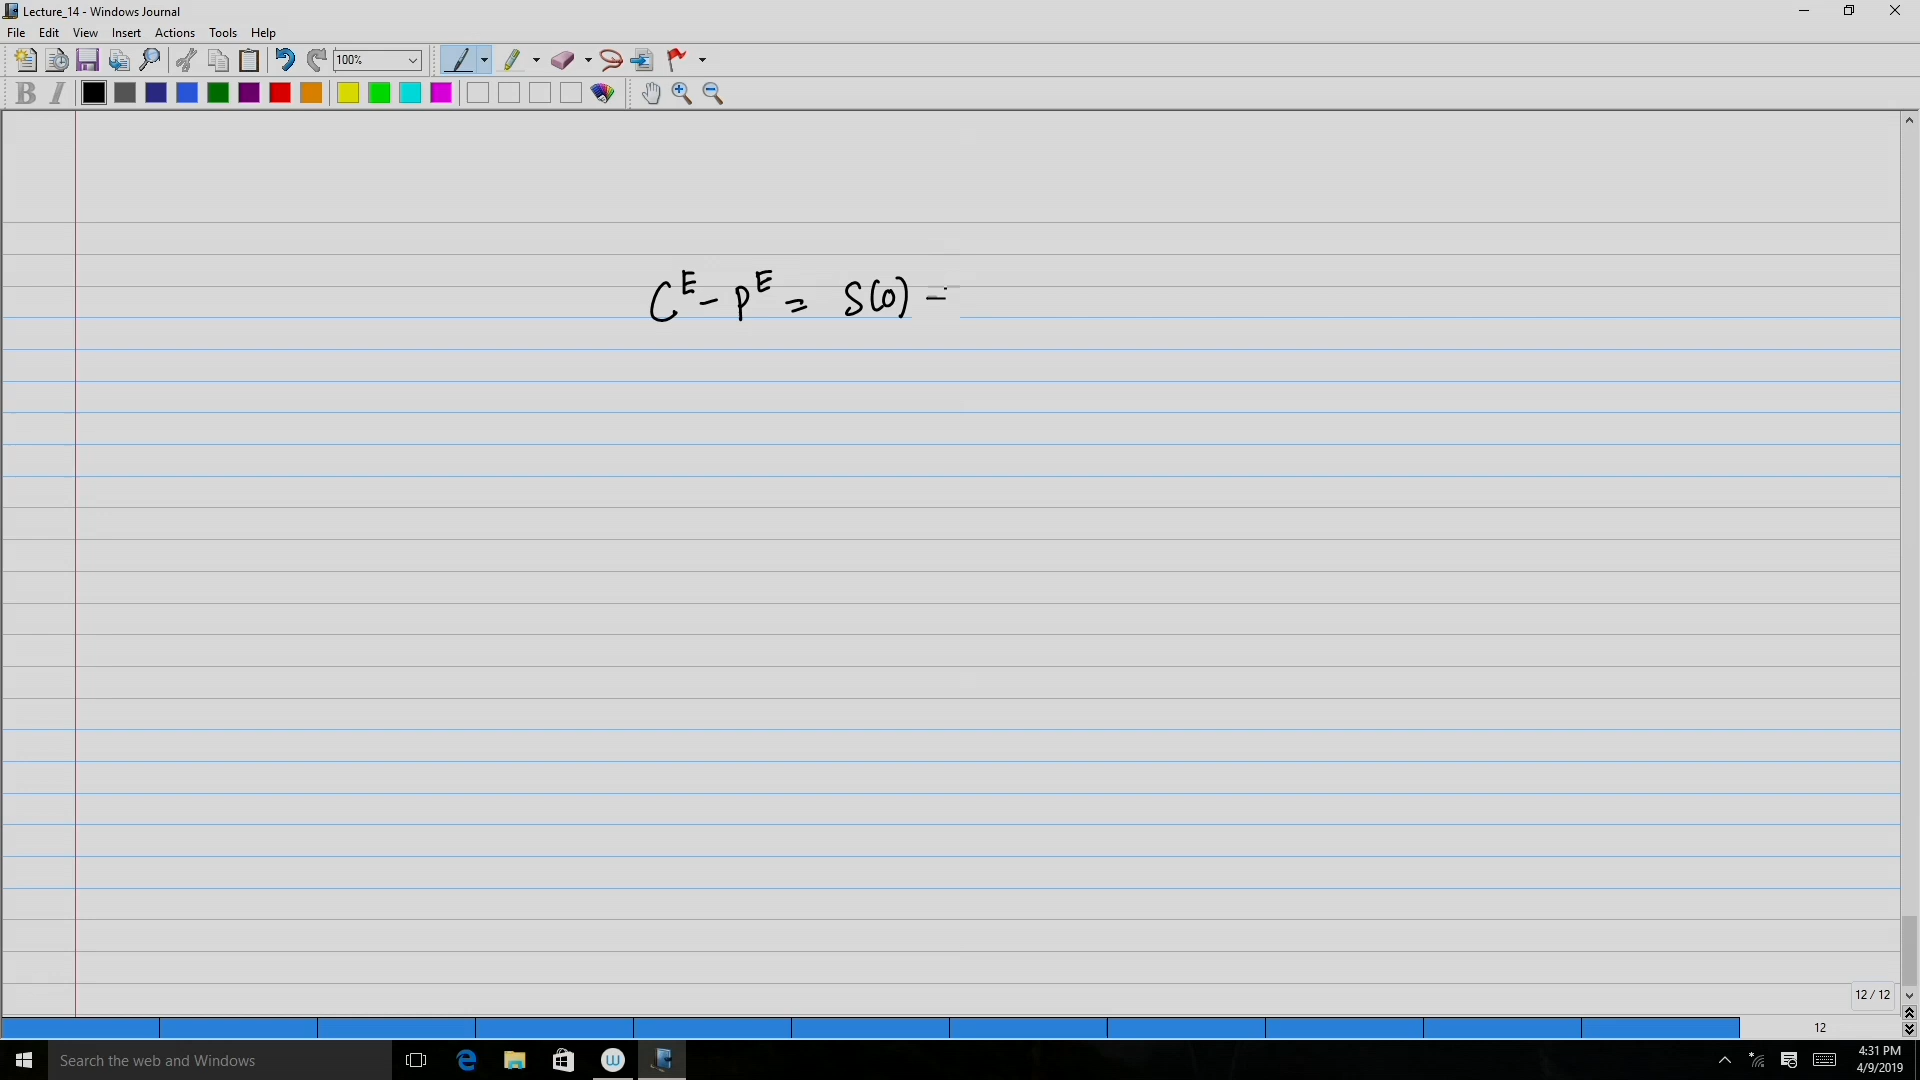 Lecture_14 - Windows Journal
File Edit View Insert Actions Tools Help
100%
B I
C^E - P^E = S(0) -
12 / 12
12
Search the web and Windows
4:31 PM
4/9/2019